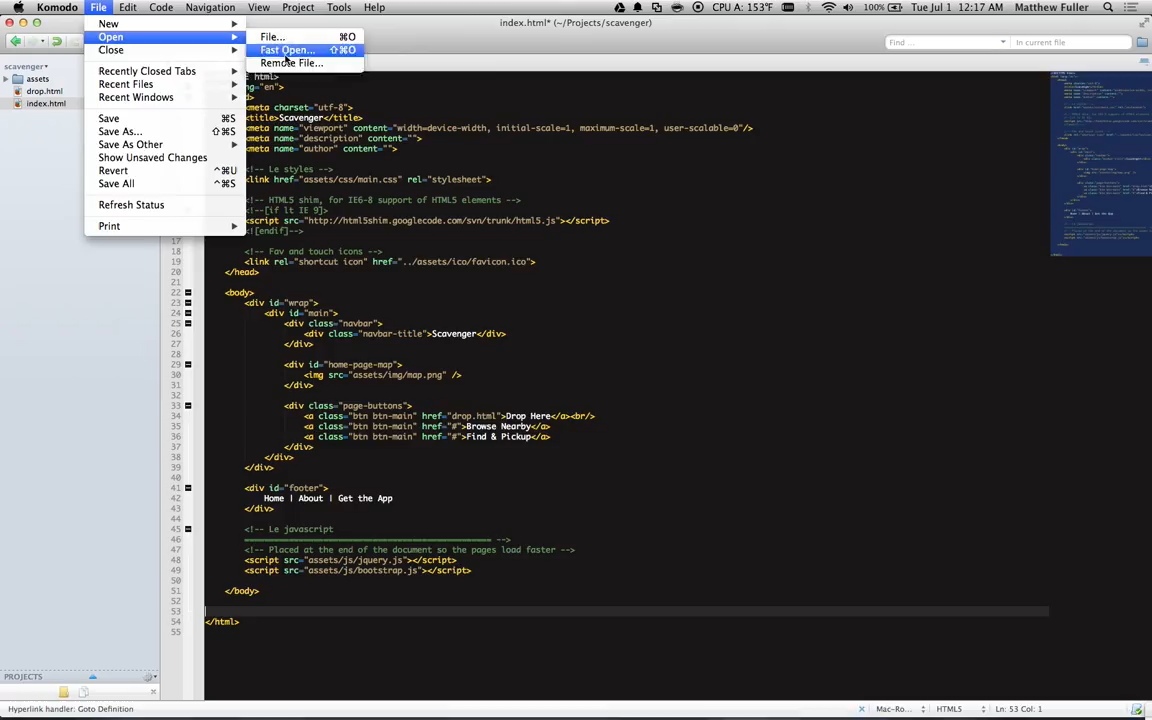 Komodo File Edit Code Navigation View Project Tools Help CPU A: 153°F 100% Tue Jul 1 12:17 AM Matthew Fuller
index.html* (~/Projects/scavenger)
Find ... In current file
scavenger
assets
drop.html
index.html
New
Open
Close
Recently Closed Tabs
Recent Files
Recent Windows
Save ⌘S
Save As... ⇧⌘S
Save As Other
Show Unsaved Changes
Revert ^⌘U
Save All ^⌘S
Refresh Status
Print
File... ⌘O
Fast Open... ⇧⌘O
Remote File...
html>
ng="en">
d>
meta charset="utf-8">
title>Scavenger</title>
meta name="viewport" content="width=device-width, initial-scale=1, maximum-scale=1, user-scalable=0"/>
meta name="description" content="">
meta name="author" content="">
<!-- Le styles -->
link href="assets/css/main.css" rel="stylesheet">
<!-- HTML5 shim, for IE6-8 support of HTML5 elements -->
<!--[if lt IE 9]>
<script src="http://html5shim.googlecode.com/svn/trunk/html5.js"></script>
17 <![endif]-->
18 <!-- Fav and touch icons -->
19 <link rel="shortcut icon" href="../assets/ico/favicon.ico">
20 </head>
21
22 <body>
23 <div id="wrap">
24 <div id="main">
25 <div class="navbar">
26 <div class="navbar-title">Scavenger</div>
27 </div>
28
29 <div id="home-page-map">
30 <img src="assets/img/map.png" />
31 </div>
32
33 <div class="page-buttons">
34 <a class="btn btn-main" href="drop.html">Drop Here</a><br/>
35 <a class="btn btn-main" href="#">Browse Nearby</a>
36 <a class="btn btn-main" href="#">Find & Pickup</a>
37 </div>
38 </div>
39 </div>
40
41 <div id="footer">
42 Home | About | Get the App
43 </div>
44
45 <!-- Le javascript
46 ================================================== -->
47 <!-- Placed at the end of the document so the pages load faster -->
48 <script src="assets/js/jquery.js"></script>
49 <script src="assets/js/bootstrap.js"></script>
50
51 </body>
52
53
54 </html>
55
PROJECTS
Hyperlink handler: Goto Definition Mac-Ro... HTML5 Ln: 53 Col: 1